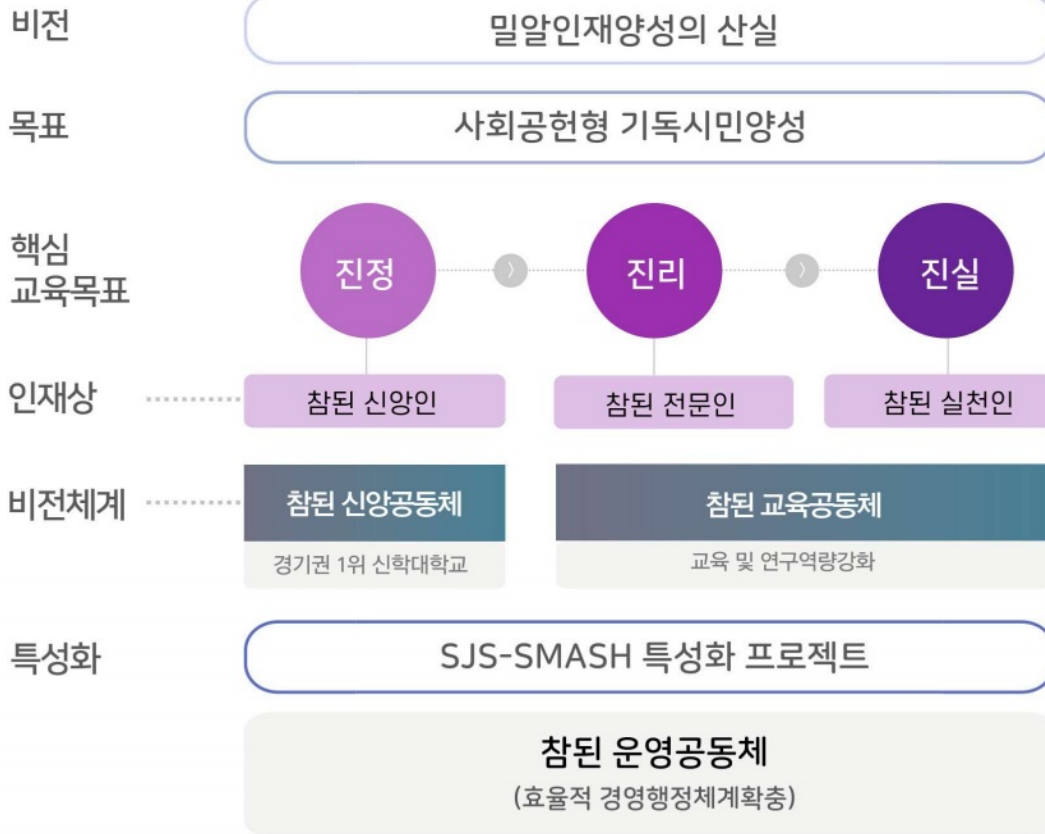 비전
밀알인재양성의 산실
목표
사회공헌형 기독시민양성
핵심
교육목표
진정
진리
진실
인재상
참된 신앙인
참된 전문인
참된 실천인
비전체계
참된 신앙공동체
참된 교육공동체
경기권 1위 신학대학교
교육 및 연구역량강화
특성화
SJS-SMASH 특성화 프로젝트
참된 운영공동체
(효율적 경영행정체계확충)